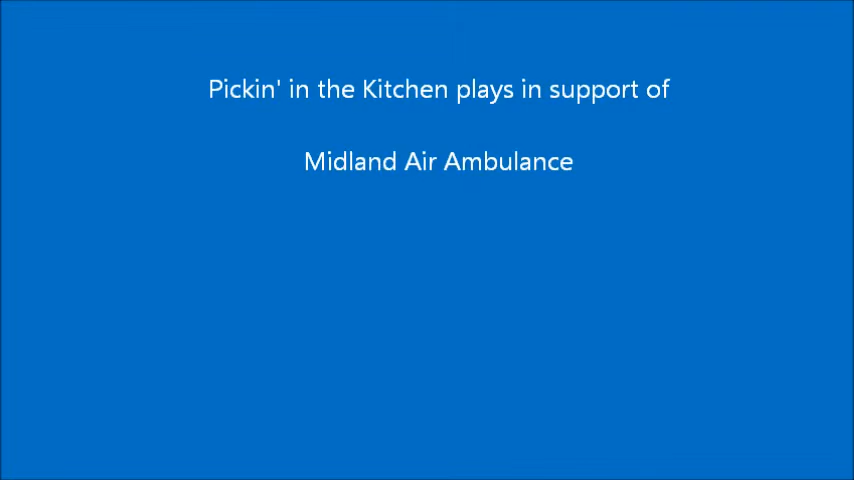 Pickin' in the Kitchen plays in support of
Midland Air Ambulance